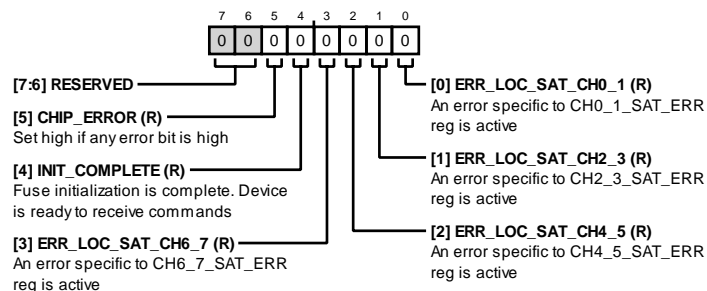 7 6 5 4 3 2 1 0
0 0 0 0 0 0 0 0
[7:6] RESERVED
[5] CHIP_ERROR (R)
Set high if any error bit is high
[4] INIT_COMPLETE (R)
Fuse initialization is complete. Device
is ready to receive commands
[3] ERR_LOC_SAT_CH6_7 (R)
An error specific to CH6_7_SAT_ERR
reg is active
[0] ERR_LOC_SAT_CH0_1 (R)
An error specific to CH0_1_SAT_ERR
reg is active
[1] ERR_LOC_SAT_CH2_3 (R)
An error specific to CH2_3_SAT_ERR
reg is active
[2] ERR_LOC_SAT_CH4_5 (R)
An error specific to CH4_5_SAT_ERR
reg is active